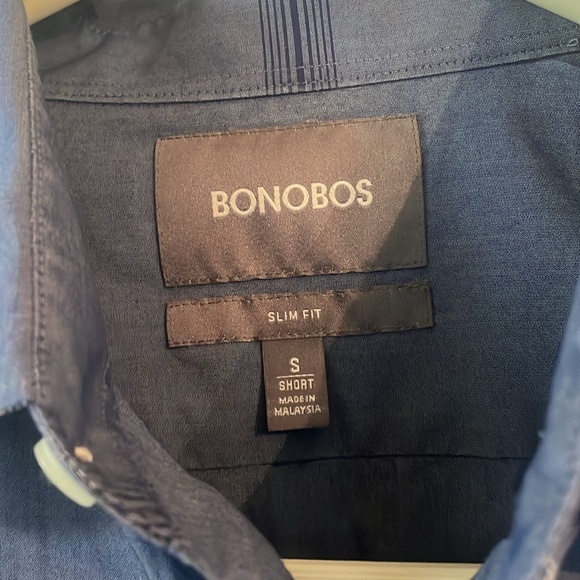 BONOBOS
SLIM FIT
S
SHORT
MADE IN
MALAYSIA